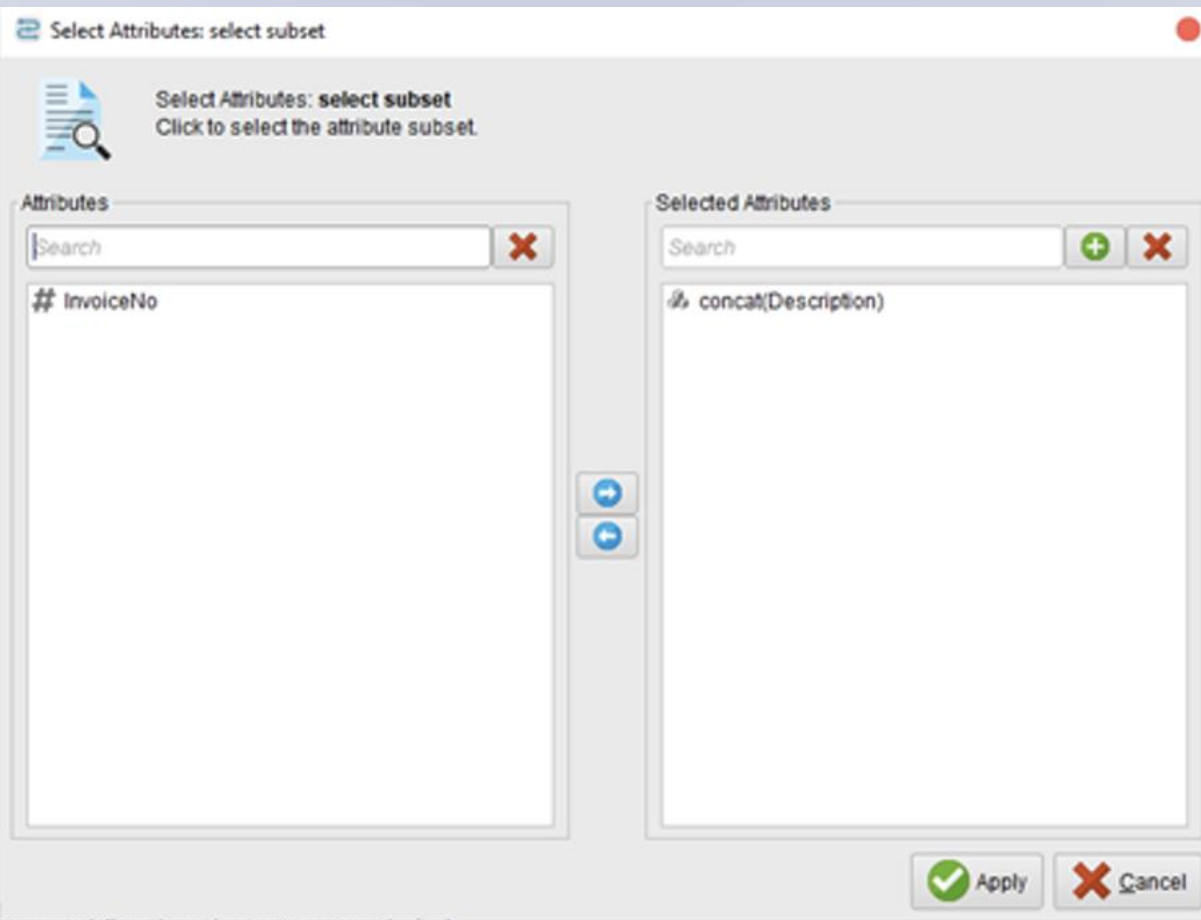 Select Attributes: select subset
Select Attributes: select subset
Click to select the attribute subset.
Attributes
Selected Attributes
Search
Search
# InvoiceNo
concat(Description)
Apply
Cancel